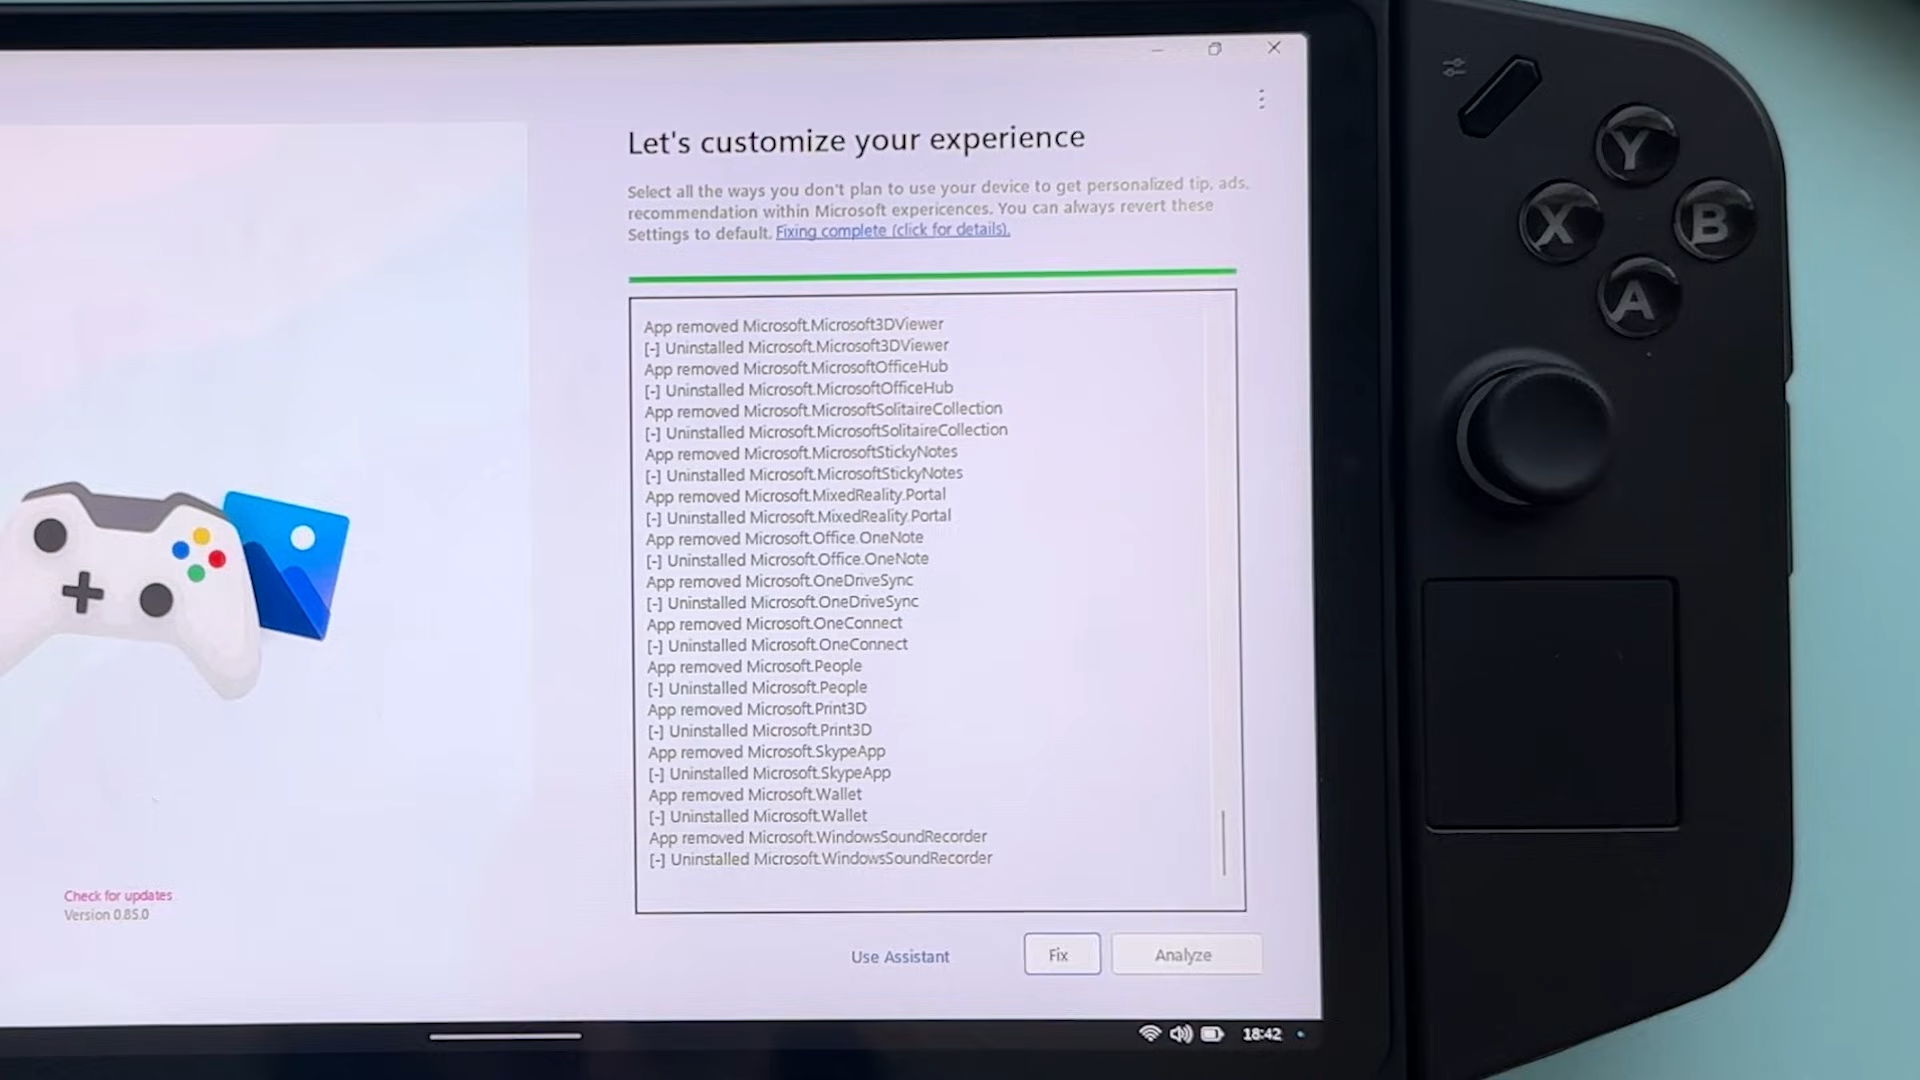 Let's customize your experience
Select all the ways you don't plan to use your device to get personalized tip, ads,
recommendation within Microsoft expericences. You can always revert these
Settings to default. Fixing complete (click for details).
App removed Microsoft.Microsoft3DViewer
[-] Uninstalled Microsoft.Microsoft3DViewer
App removed Microsoft.MicrosoftOfficeHub
[-] Uninstalled Microsoft.MicrosoftOfficeHub
App removed Microsoft.MicrosoftSolitaireCollection
[-] Uninstalled Microsoft.MicrosoftSolitaireCollection
App removed Microsoft.MicrosoftStickyNotes
[-] Uninstalled Microsoft.MicrosoftStickyNotes
App removed Microsoft.MixedReality.Portal
[-] Uninstalled Microsoft.MixedReality.Portal
App removed Microsoft.Office.OneNote
[-] Uninstalled Microsoft.Office.OneNote
App removed Microsoft.OneDriveSync
[-] Uninstalled Microsoft.OneDriveSync
App removed Microsoft.OneConnect
[-] Uninstalled Microsoft.OneConnect
App removed Microsoft.People
[-] Uninstalled Microsoft.People
App removed Microsoft.Print3D
[-] Uninstalled Microsoft.Print3D
App removed Microsoft.SkypeApp
[-] Uninstalled Microsoft.SkypeApp
App removed Microsoft.Wallet
[-] Uninstalled Microsoft.Wallet
App removed Microsoft.WindowsSoundRecorder
[-] Uninstalled Microsoft.WindowsSoundRecorder
Check for updates
Version 0.85.0
Use Assistant
Fix
Analyze
18:42
Y
X
B
A